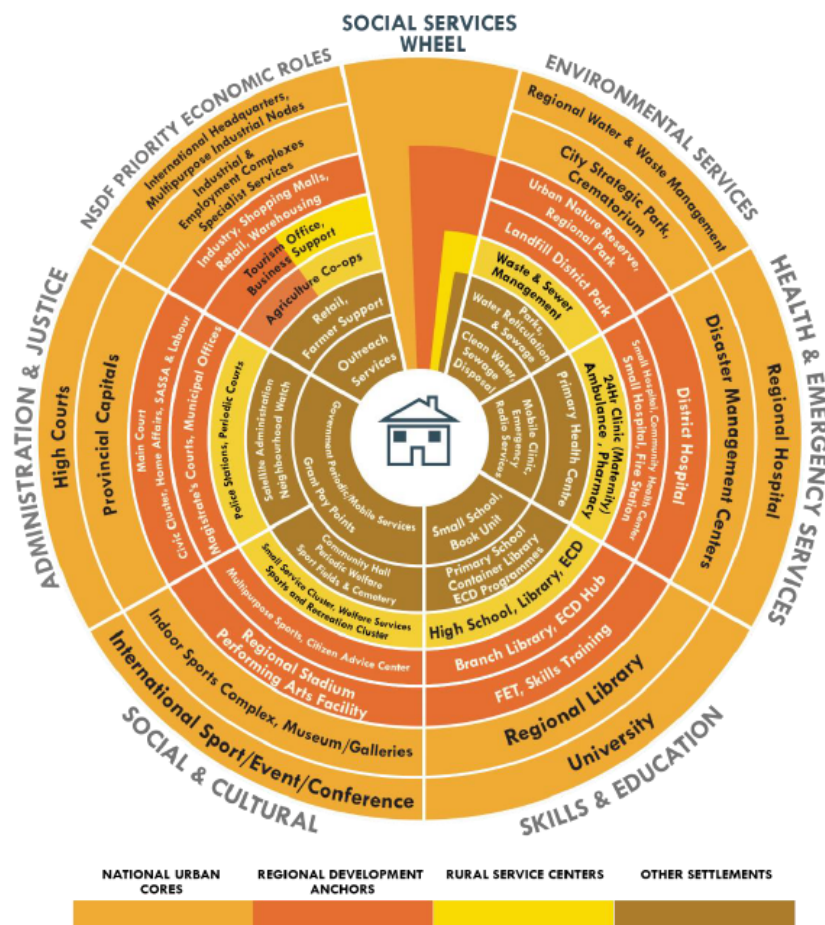 SOCIAL SERVICES
WHEEL
NSDF PRIORITY ECONOMIC ROLES
International Headquarters,
Multipurpose Industrial Nodes
Industrial &
Employment Complexes
Specialist Services
Industry, Shopping Malls,
Retail, Warehousing
Tourism Office,
Business Support
Agriculture Co-ops
Retail,
Farmer Support
Outreach
Services
ENVIRONMENTAL SERVICES
Regional Water & Waste Management
City Strategic Park,
Crematorium
Urban Nature Reserve,
Regional Park
Landfill District Park
Waste & Sewer
Management
Parks,
Water Reticulation
& Sewage
Clean Water,
Sewage
Disposar
HEALTH & EMERGENCY SERVICES
Regional Hospital
Disaster Management Centers
District Hospital
Small Hospital, Community Health Center
Small Hospital, Fire Station
24Hr Clinic (Maternity)
Ambulance , Pharmacy
Primary Health Centre
Mobile Clinic,
Emergency
Radio Services
SKILLS & EDUCATION
University
Regional Library
FET, Skills Training
Branch Library, ECD Hub
High School, Library, ECD
Primary School
Container Library
ECD Programmes
Small School,
Book Unit
SOCIAL & CULTURAL
International Sport/Event/Conference
Indoor Sports Complex, Museum/Galleries
Regional Stadium
Performing Arts Facility
Multipurpose Sports, Citizen Advice Center
Small Service Cluster, Welfare Services
Sports and Recreation Cluster
Community Hall
Periodic Welfare
Sport Fields & Cemetery
Government Periodic/Mobile Services
Grant Pay Points
ADMINISTRATION & JUSTICE
High Courts
Provincial Capitals
Main Court
Civic Cluster, Home Affairs, SASSA & Labour
Magistrate's Courts, Municipal Offices
Police Stations, Periodic Courts
Satellite Administration
Neighbourhood Watch
NATIONAL URBAN
CORES
REGIONAL DEVELOPMENT
ANCHORS
RURAL SERVICE CENTERS
OTHER SETTLEMENTS